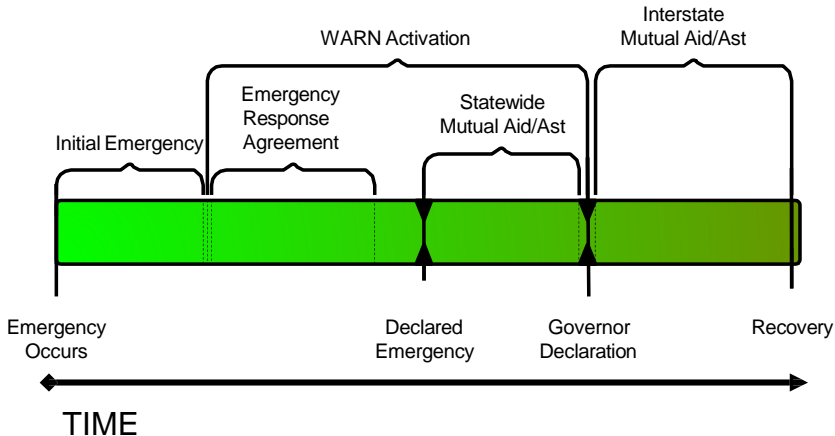 Interstate
Mutual Aid/Ast
WARN Activation
Emergency
Response
Agreement
Statewide
Mutual Aid/Ast
Initial Emergency
Emergency
Occurs
Declared
Emergency
Governor
Declaration
Recovery
TIME